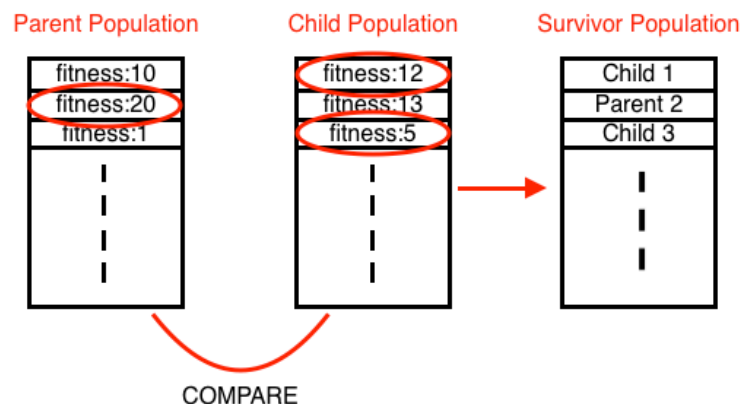 Parent Population
Child Population
Survivor Population
fitness:10
fitness:12
Child 1
fitness:20
fitness:13
Parent 2
fitness:1
fitness:5
Child 3
COMPARE